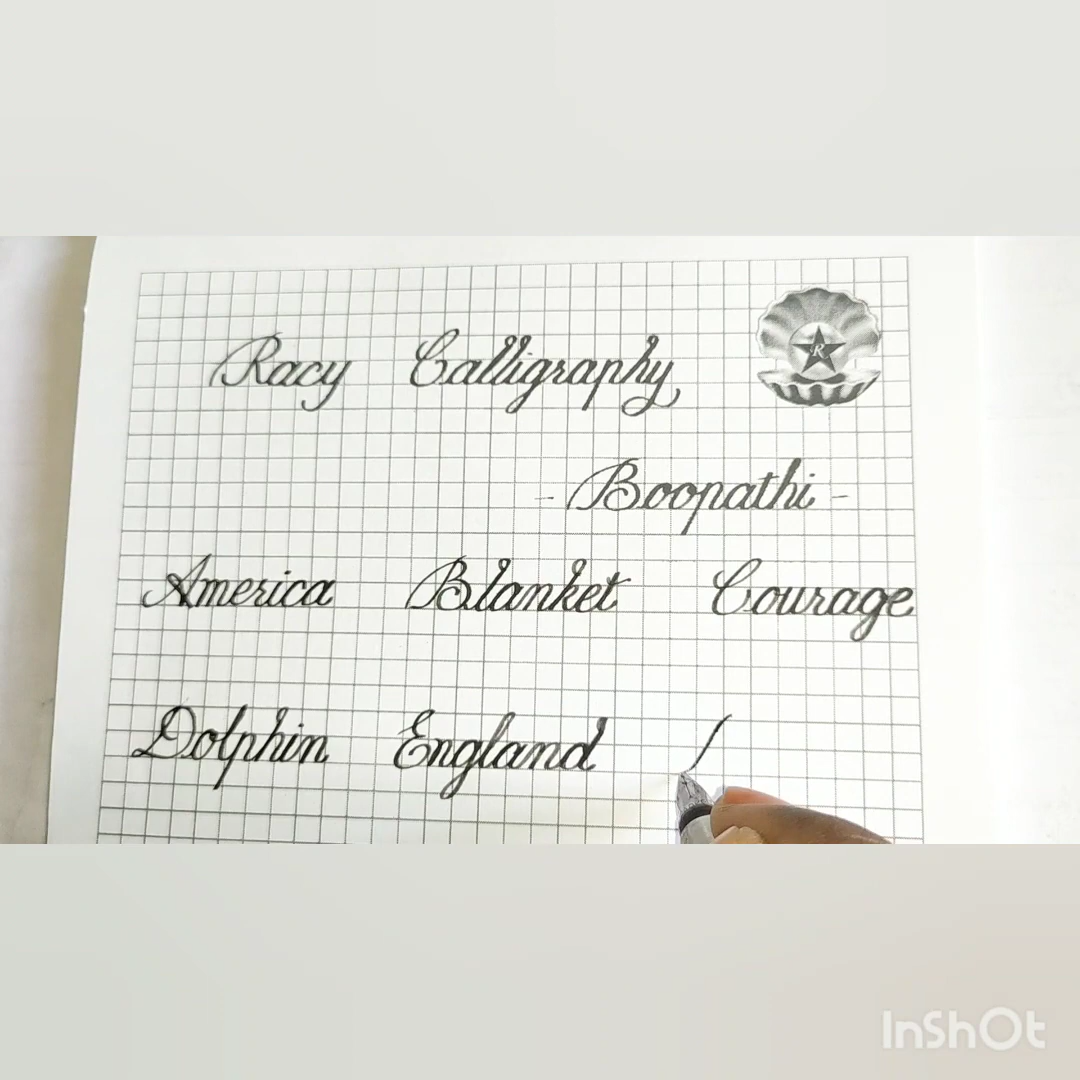 Racy Calligraphy
R
- Boopathi -
America Blanket Courage
Dolphin England
InShOt